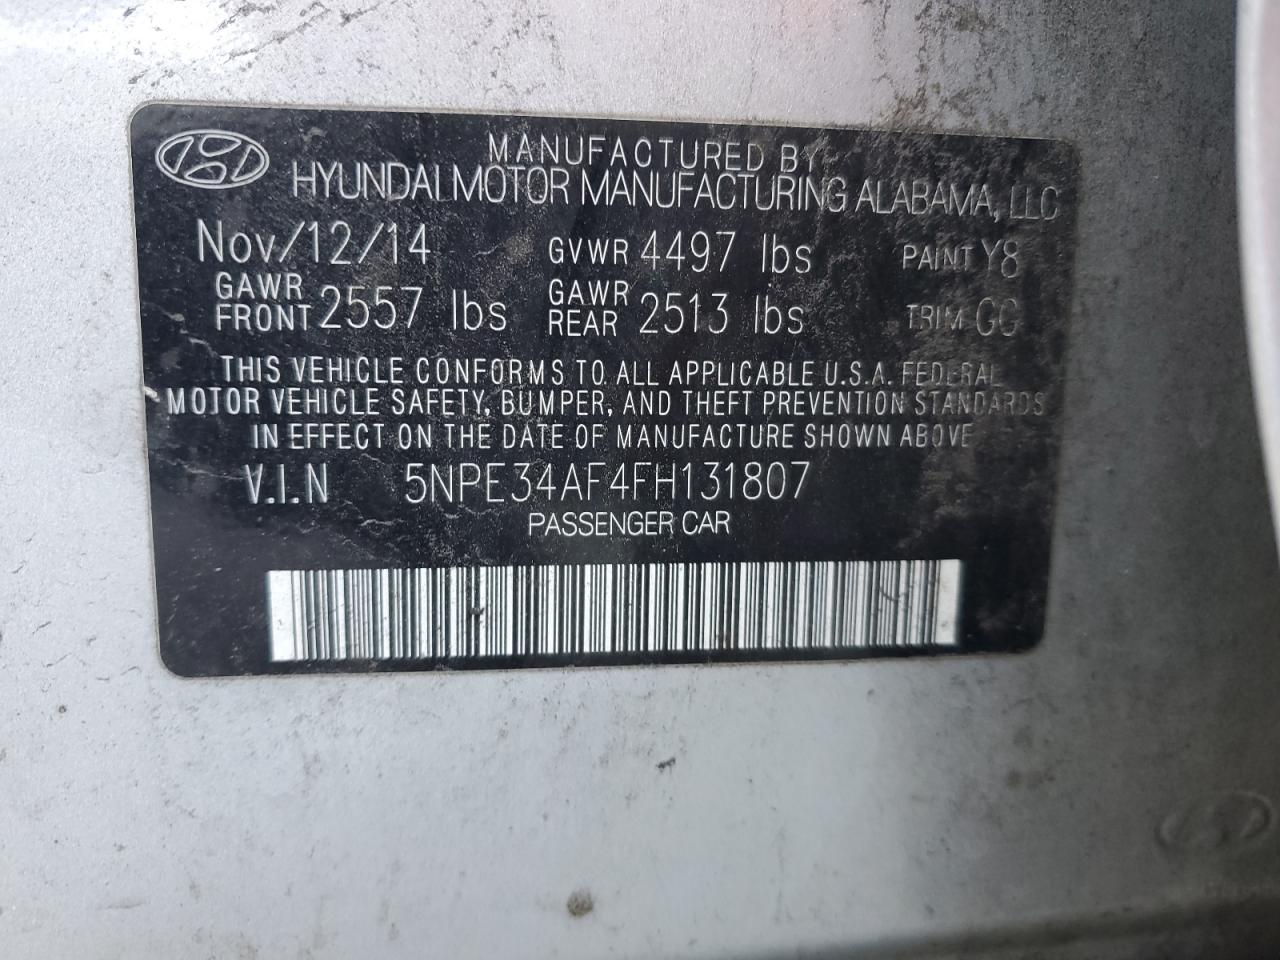 MANUFACTURED BY
HYUNDAI MOTOR MANUFACTURING ALABAMA, LLC
Nov/12/14 GVWR 4497 lbs PAINT Y8
GAWR FRONT 2557 lbs GAWR REAR 2513 lbs TRIM GG
THIS VEHICLE CONFORMS TO ALL APPLICABLE U.S.A. FEDERAL
MOTOR VEHICLE SAFETY, BUMPER, AND THEFT PREVENTION STANDARDS
IN EFFECT ON THE DATE OF MANUFACTURE SHOWN ABOVE
V.I.N 5NPE34AF4FH131807
PASSENGER CAR